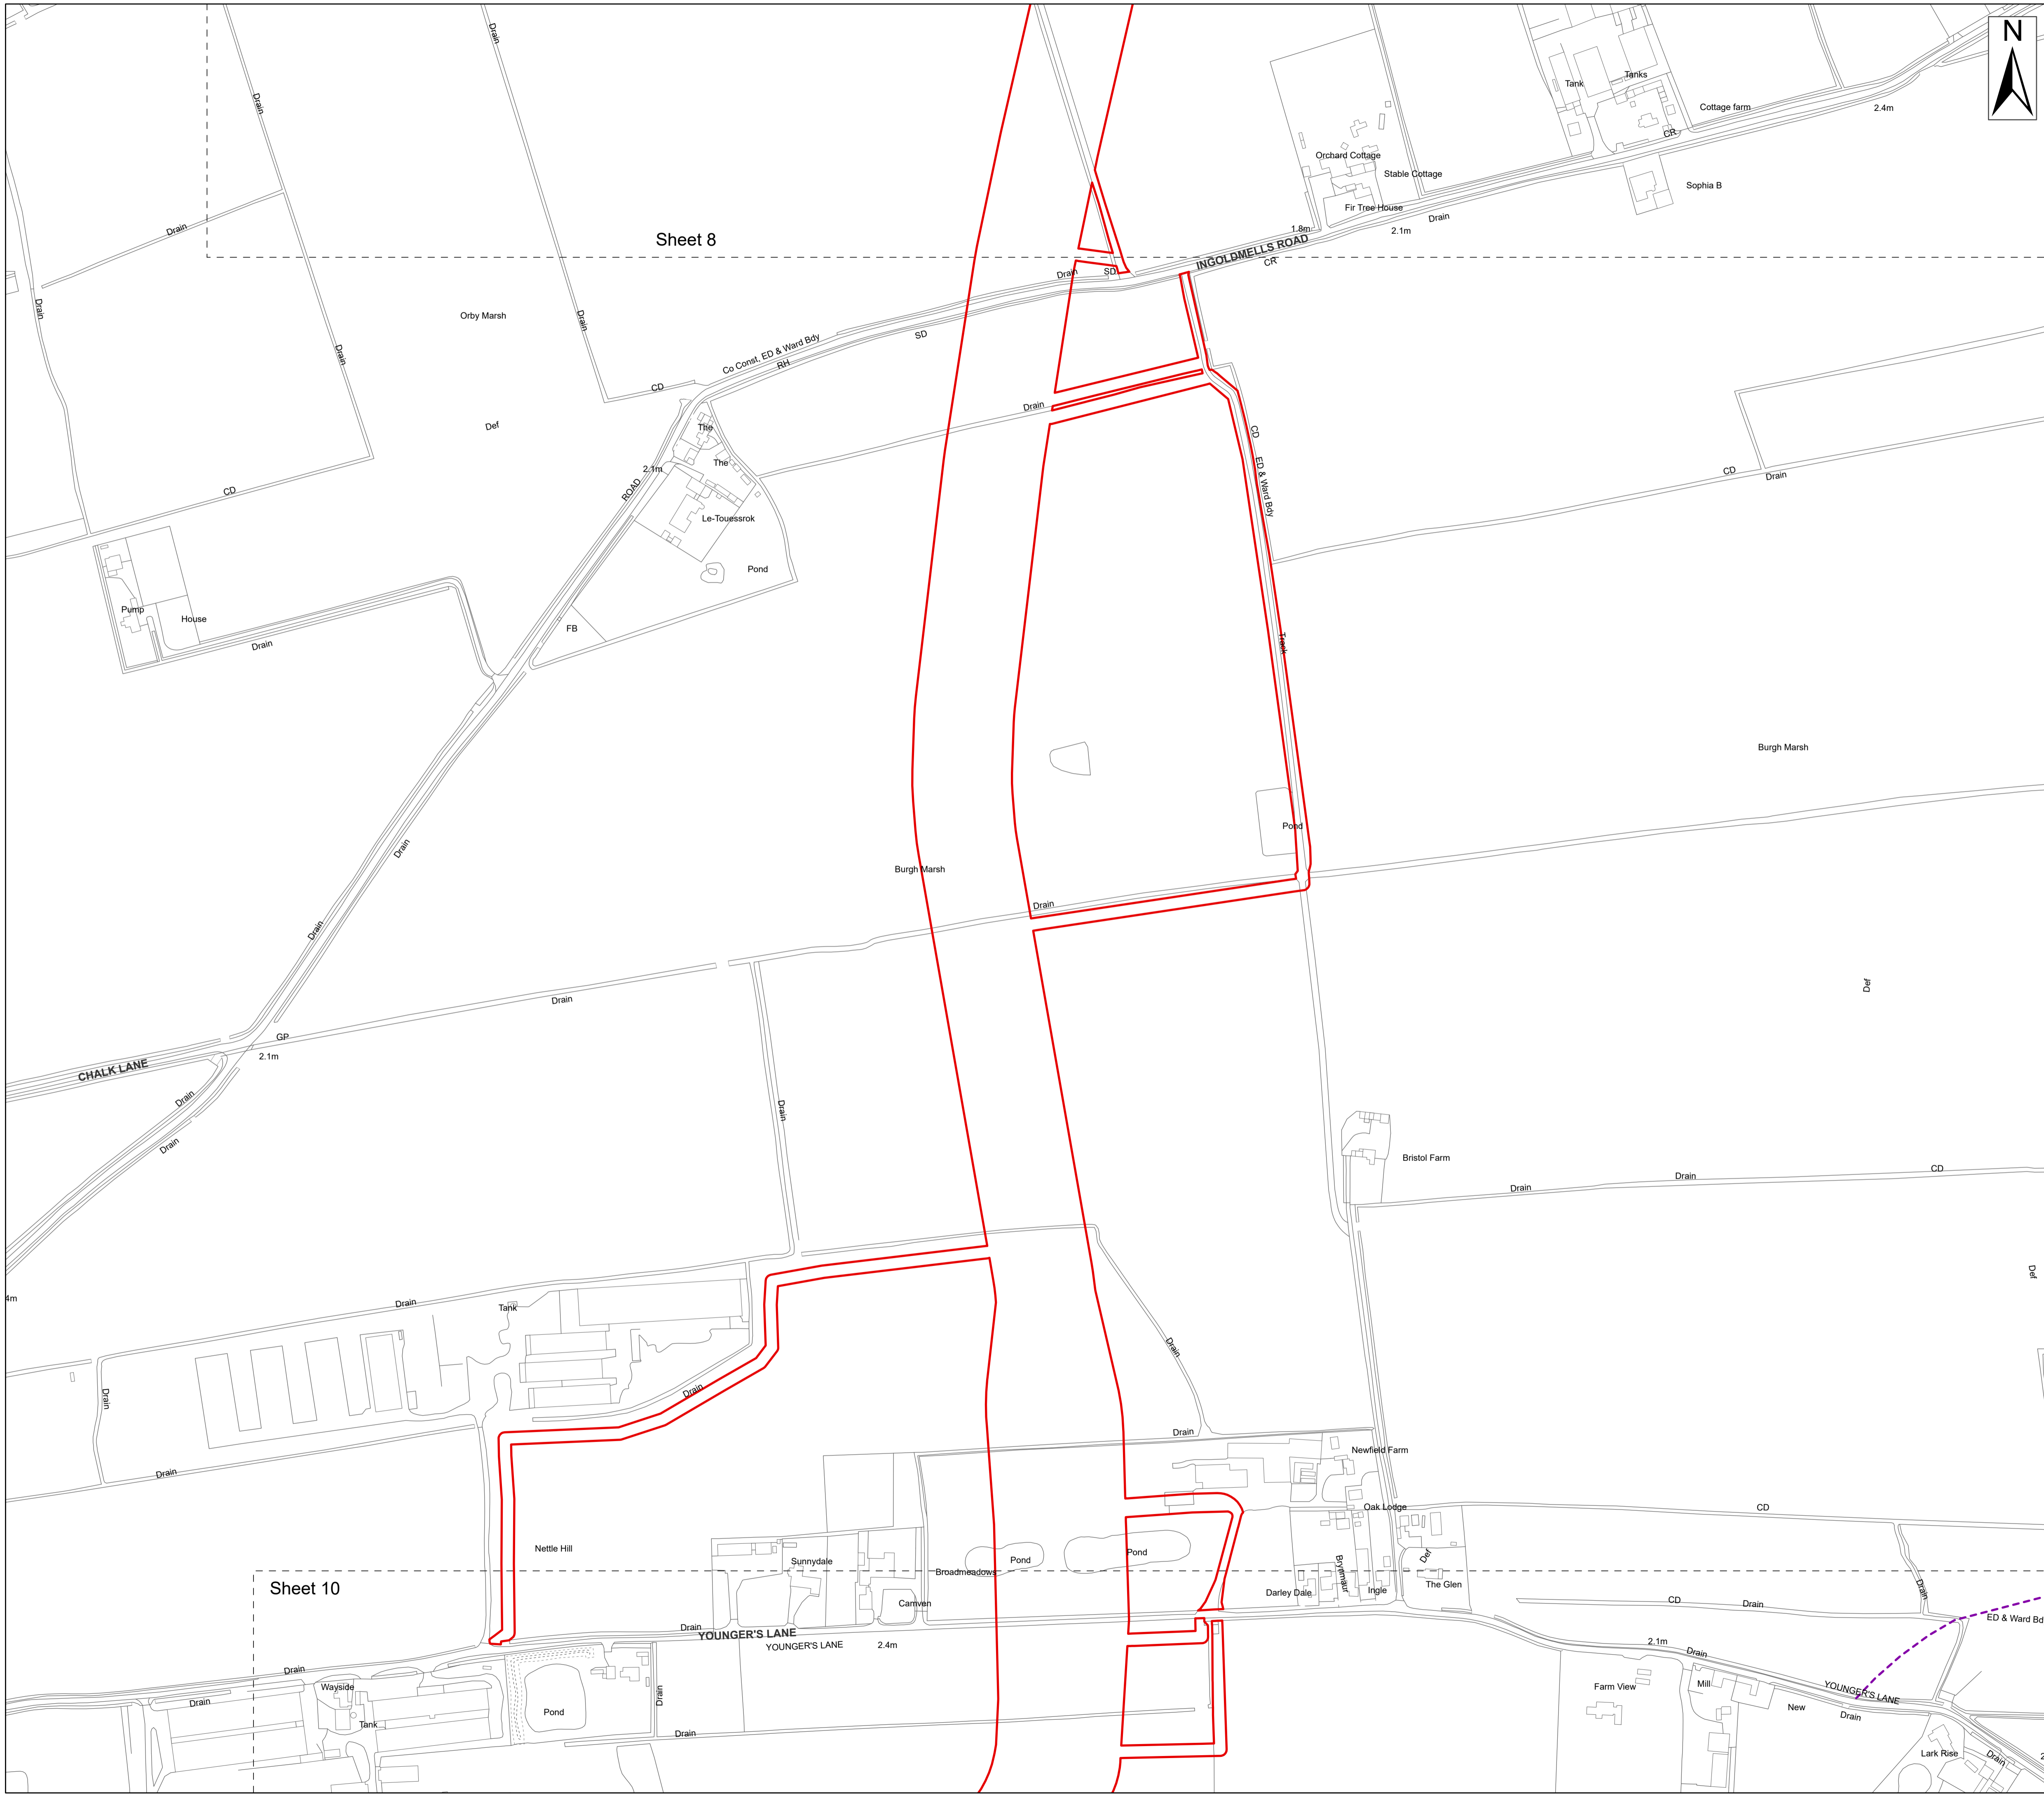 N
Drain
Drain
Tank
Tanks
Cottage farm
2.4m
CR
Orchard Cottage
Stable Cottage
Sophia B
Fir Tree House
Drain
1.8m
2.1m
Drain
Sheet 8
INGOLDMELLS ROAD
CR
Drain
SD
Drain
Orby Marsh
Drain
Drain
Co Const, ED & Ward Bdy
SD
RH
CD
Drain
Def
The
CD
2.1m
The
ED & Ward Bdy
CD
Drain
CD
ROAD
Le-Touessrok
Pond
Pump
House
FB
Drain
Track
Burgh Marsh
Pond
Drain
Burgh Marsh
Drain
Drain
Def
Drain
GP
2.1m
CHALK LANE
Drain
Drain
Drain
Bristol Farm
CD
Drain
Drain
Def
4m
Drain
Tank
Drain
Drain
Drain
Drain
Newfield Farm
Drain
Oak Lodge
CD
Nettle Hill
Sunnydale
Pond
Pond
Broadmeadows
Def
Brynmaur
Sheet 10
Darley Dale
Ingle
The Glen
Drain
Camven
CD
Drain
ED & Ward Bd
Drain
YOUNGER'S LANE
YOUNGER'S LANE
2.4m
2.1m
Drain
Drain
Wayside
Drain
Drain
Farm View
Mill
YOUNGER'S LANE
Pond
New
Drain
Tank
Drain
Lark Rise
Drain
2